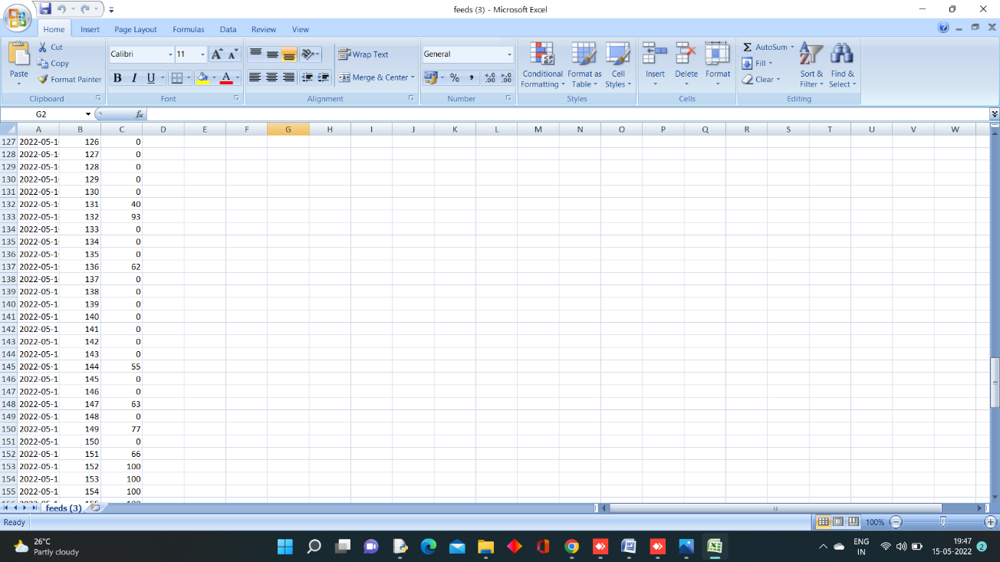 feeds (3) - Microsoft Excel
Home Insert Page Layout Formulas Data Review View
Paste Cut Copy Format Painter
Calibri 11
B I U A
Wrap Text
Merge & Center
General
% ,
Conditional Formatting Format as Table Cell Styles
Insert Delete Format
Σ AutoSum Fill Clear
Sort & Filter Find & Select
Clipboard Font Alignment Number Styles Cells Editing
G2 fx
A B C D E F G H I J K L M N O P Q R S T U V W
127 2022-05-1 126 0
128 2022-05-1 127 0
129 2022-05-1 128 0
130 2022-05-1 129 0
131 2022-05-1 130 0
132 2022-05-1 131 40
133 2022-05-1 132 93
134 2022-05-1 133 0
135 2022-05-1 134 0
136 2022-05-1 135 0
137 2022-05-1 136 62
138 2022-05-1 137 0
139 2022-05-1 138 0
140 2022-05-1 139 0
141 2022-05-1 140 0
142 2022-05-1 141 0
143 2022-05-1 142 0
144 2022-05-1 143 0
145 2022-05-1 144 55
146 2022-05-1 145 0
147 2022-05-1 146 0
148 2022-05-1 147 63
149 2022-05-1 148 0
150 2022-05-1 149 77
151 2022-05-1 150 0
152 2022-05-1 151 66
153 2022-05-1 152 100
154 2022-05-1 153 100
155 2022-05-1 154 100
feeds (3)
Ready 100%
26°C
Partly cloudy
ENG
IN
19:47
15-05-2022
2